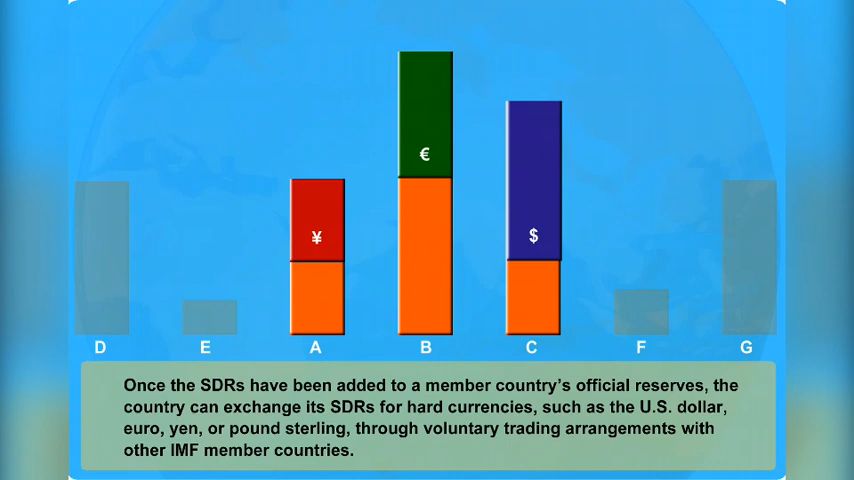 €
¥
$
D E A B C F G
Once the SDRs have been added to a member country’s official reserves, the
country can exchange its SDRs for hard currencies, such as the U.S. dollar,
euro, yen, or pound sterling, through voluntary trading arrangements with
other IMF member countries.